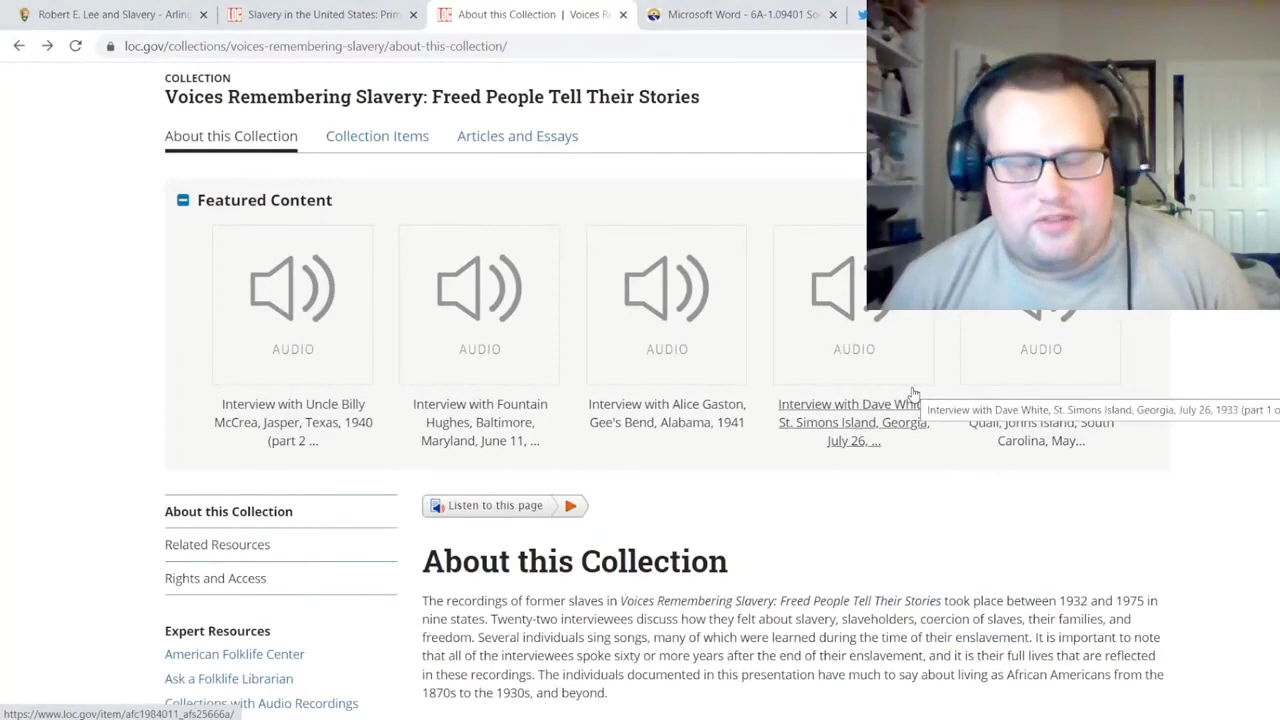 Robert E. Lee and Slavery - Arling
Slavery in the United States: Prim
About this Collection | Voices R
Microsoft Word - 6A-1.09401 So
loc.gov/collections/voices-remembering-slavery/about-this-collection/
COLLECTION
Voices Remembering Slavery: Freed People Tell Their Stories
About this Collection
Collection Items
Articles and Essays
Featured Content
AUDIO
AUDIO
AUDIO
AUDIO
AUDIO
Interview with Uncle Billy
McCrea, Jasper, Texas, 1940
(part 2 ...
Interview with Fountain
Hughes, Baltimore,
Maryland, June 11, ...
Interview with Alice Gaston,
Gee's Bend, Alabama, 1941
Interview with Dave Whi
St. Simons Island, Georgia,
July 26, ...
Interview with Dave White, St. Simons Island, Georgia, July 26, 1933 (part 1 o
Quall, Johns Island, South
Carolina, May...
About this Collection
Related Resources
Rights and Access
Expert Resources
American Folklife Center
Ask a Folklife Librarian
Collections with Audio Recordings
Listen to this page
About this Collection
The recordings of former slaves in Voices Remembering Slavery: Freed People Tell Their Stories took place between 1932 and 1975 in
nine states. Twenty-two interviewees discuss how they felt about slavery, slaveholders, coercion of slaves, their families, and
freedom. Several individuals sing songs, many of which were learned during the time of their enslavement. It is important to note
that all of the interviewees spoke sixty or more years after the end of their enslavement, and it is their full lives that are reflected
in these recordings. The individuals documented in this presentation have much to say about living as African Americans from the
1870s to the 1930s, and beyond.
https://www.loc.gov/item/afc1984011_afs25666a/